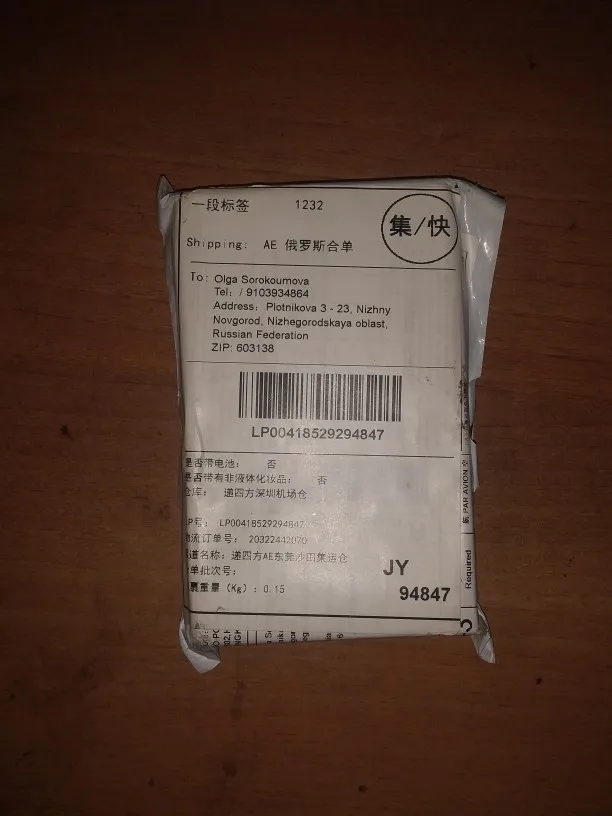 一段标签 1232
集/快
Shipping: AE 俄罗斯合单
To: Olga Sorokoumova
Tel: / 9103934864
Address: Plotnikova 3 - 23, Nizhny
Novgorod, Nizhegorodskaya oblast,
Russian Federation
ZIP: 603138
LP00418529294847
是否带电池: 否
是否带有非液体化妆品: 否
仓库: 递四方深圳机场仓
LP号: LP00418529294847
物流订单号: 20322442070
渠道名称: 递四方AE东莞沙田集运仓
单批次号:
JY
裹重量 (Kg): 0.15
94847
PAR AVION
Required